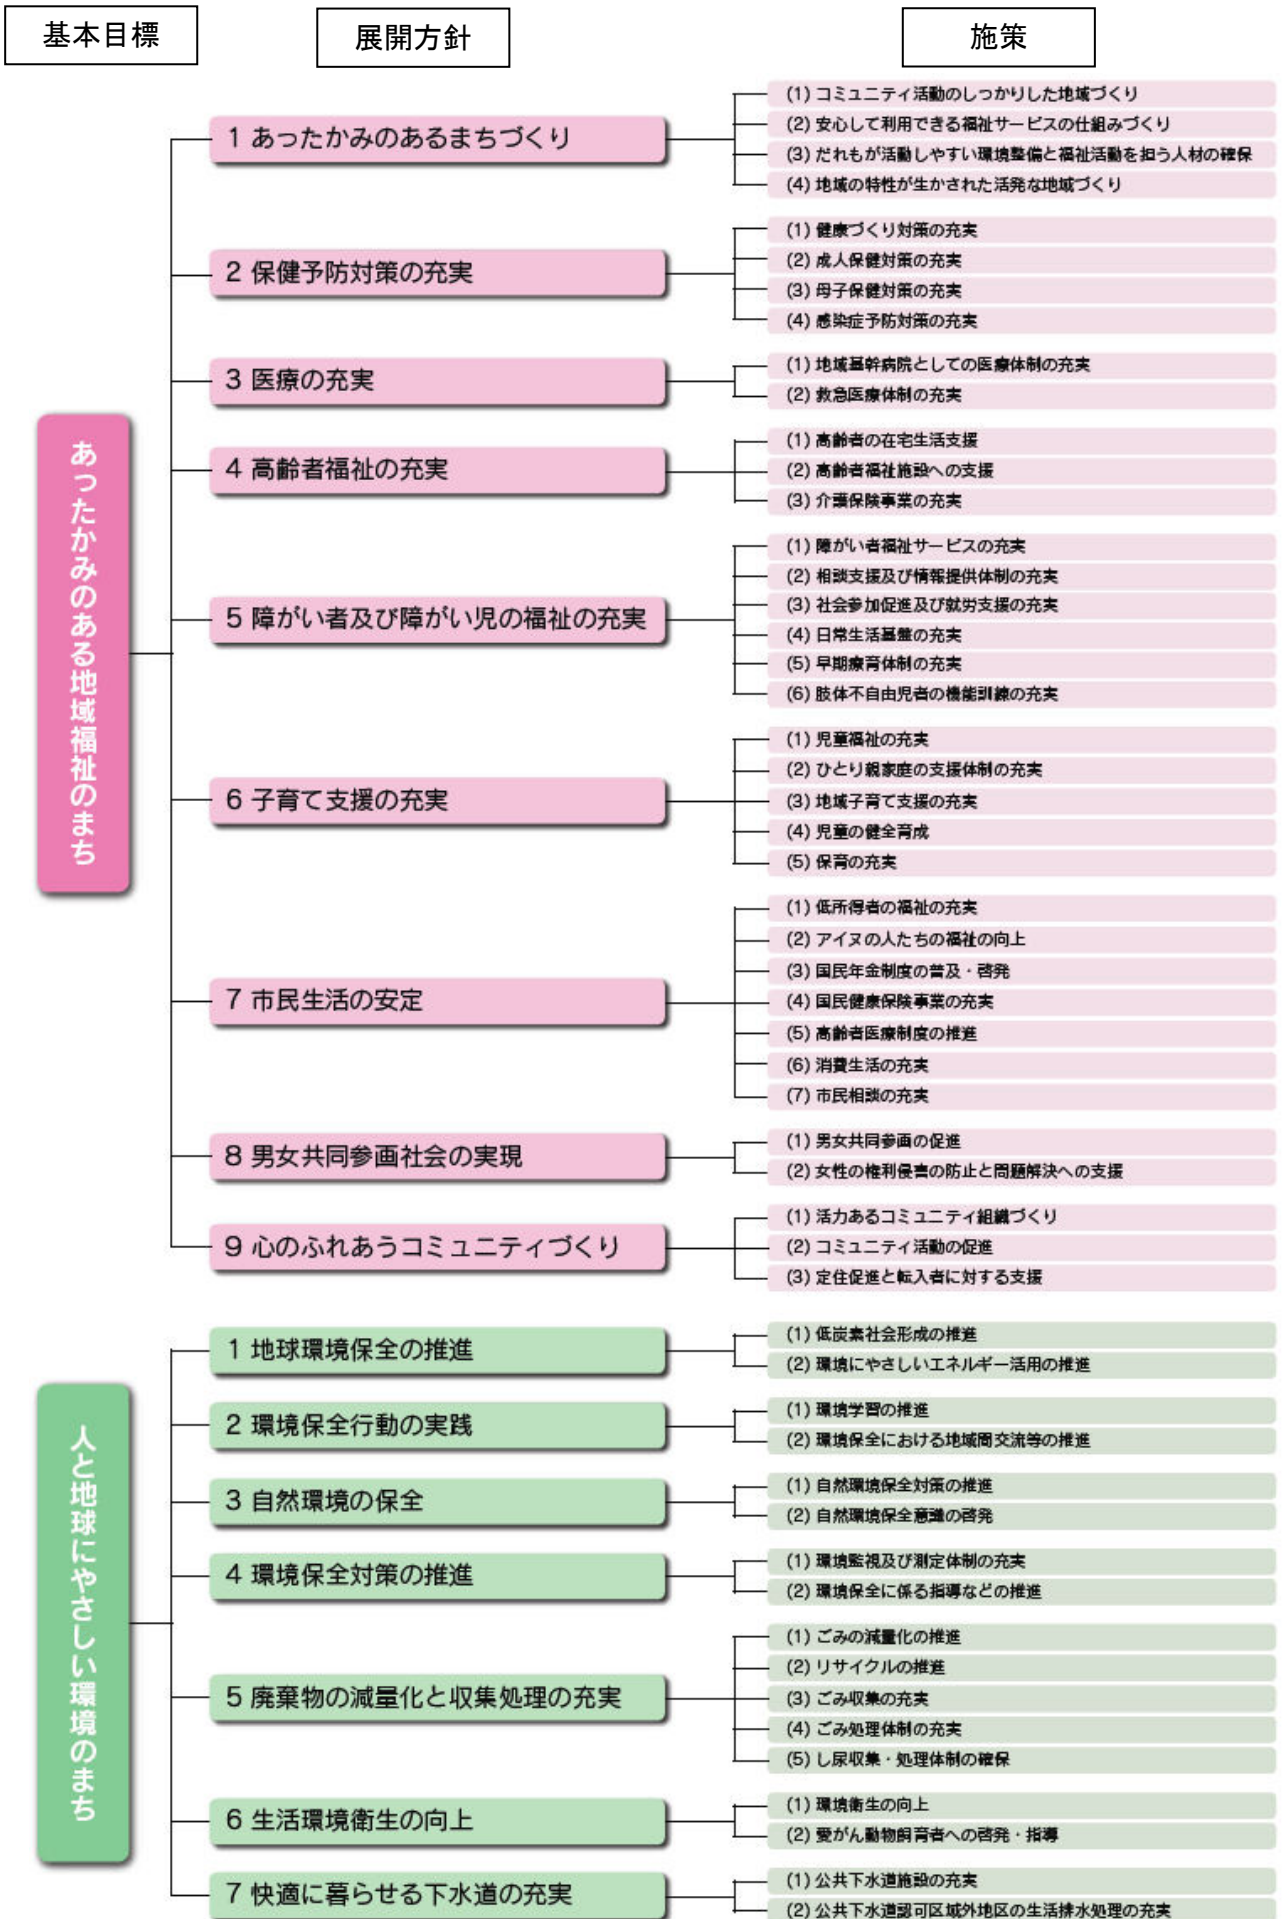 基本目標
展開方針
施策
あったかみのある地域福祉のまち
1 あったかみのあるまちづくり
(1) コミュニティ活動のしっかりした地域づくり
(2) 安心して利用できる福祉サービスの仕組みづくり
(3) だれもが活動しやすい環境整備と福祉活動を担う人材の確保
(4) 地域の特性が生かされた活発な地域づくり
2 保健予防対策の充実
(1) 健康づくり対策の充実
(2) 成人保健対策の充実
(3) 母子保健対策の充実
(4) 感染症予防対策の充実
3 医療の充実
(1) 地域基幹病院としての医療体制の充実
(2) 救急医療体制の充実
4 高齢者福祉の充実
(1) 高齢者の在宅生活支援
(2) 高齢者福祉施設への支援
(3) 介護保険事業の充実
5 障がい者及び障がい児の福祉の充実
(1) 障がい者福祉サービスの充実
(2) 相談支援及び情報提供体制の充実
(3) 社会参加促進及び就労支援の充実
(4) 日常生活基盤の充実
(5) 早期療育体制の充実
(6) 肢体不自由児者の機能訓練の充実
6 子育て支援の充実
(1) 児童福祉の充実
(2) ひとり親家庭の支援体制の充実
(3) 地域子育て支援の充実
(4) 児童の健全育成
(5) 保育の充実
7 市民生活の安定
(1) 低所得者の福祉の充実
(2) アイヌの人たちの福祉の向上
(3) 国民年金制度の普及・啓発
(4) 国民健康保険事業の充実
(5) 高齢者医療制度の推進
(6) 消費生活の充実
(7) 市民相談の充実
8 男女共同参画社会の実現
(1) 男女共同参画の促進
(2) 女性の権利侵害の防止と問題解決への支援
9 心のふれあうコミュニティづくり
(1) 活力あるコミュニティ組織づくり
(2) コミュニティ活動の促進
(3) 定住促進と転入者に対する支援
人と地球にやさしい環境のまち
1 地球環境保全の推進
(1) 低炭素社会形成の推進
(2) 環境にやさしいエネルギー活用の推進
2 環境保全行動の実践
(1) 環境学習の推進
(2) 環境保全における地域間交流等の推進
3 自然環境の保全
(1) 自然環境保全対策の推進
(2) 自然環境保全意識の啓発
4 環境保全対策の推進
(1) 環境監視及び測定体制の充実
(2) 環境保全に係る指導などの推進
5 廃棄物の減量化と収集処理の充実
(1) ごみの減量化の推進
(2) リサイクルの推進
(3) ごみ収集の充実
(4) ごみ処理体制の充実
(5) し尿収集・処理体制の確保
6 生活環境衛生の向上
(1) 環境衛生の向上
(2) 愛がん動物飼育者への啓発・指導
7 快適に暮らせる下水道の充実
(1) 公共下水道施設の充実
(2) 公共下水道認可区域外地区の生活排水処理の充実